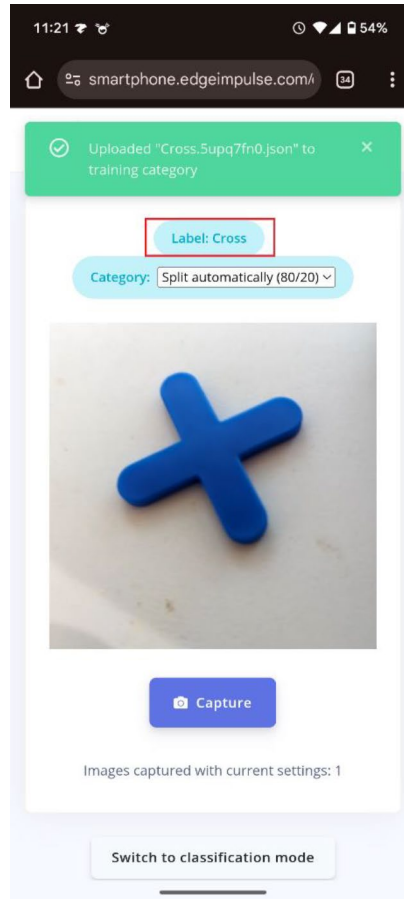 11:21
54%
smartphone.edgeimpulse.com/
34
Uploaded "Cross.5upq7fn0.json" to
training category
Label: Cross
Category: Split automatically (80/20)
Capture
Images captured with current settings: 1
Switch to classification mode